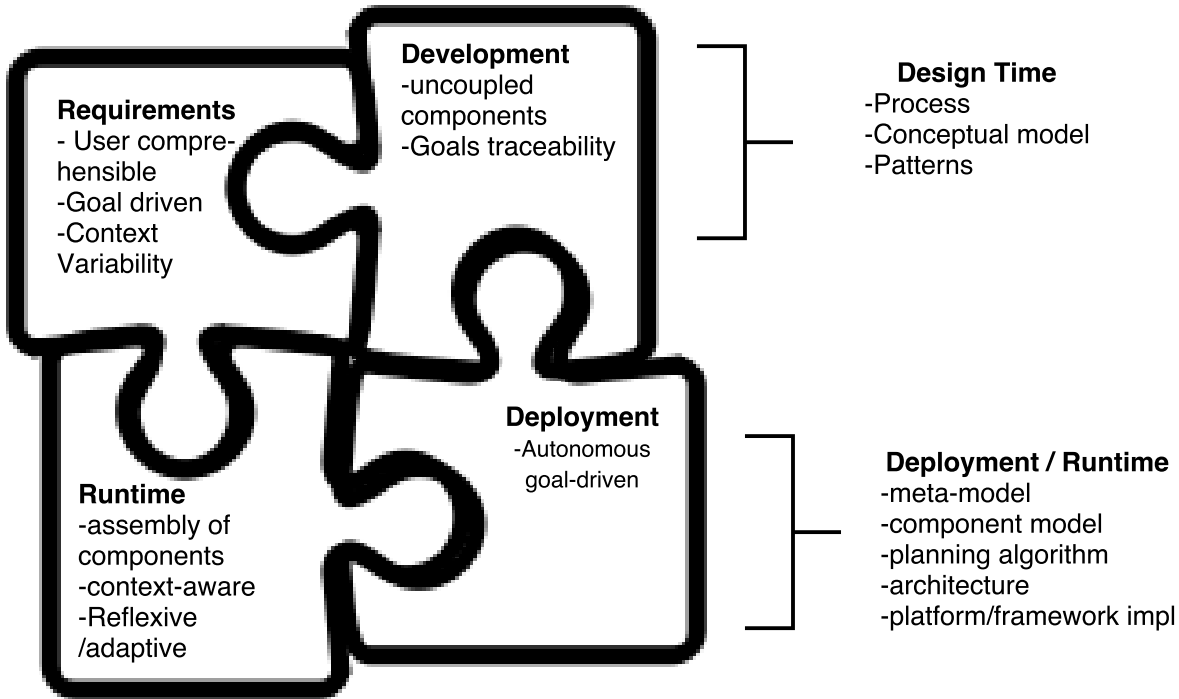 Requirements
- User compre-
hensible
-Goal driven
-Context
Variability
Development
-uncoupled
components
-Goals traceability
Design Time
-Process
-Conceptual model
-Patterns
Runtime
-assembly of
components
-context-aware
-Reflexive
/adaptive
Deployment
-Autonomous
goal-driven
Deployment / Runtime
-meta-model
-component model
-planning algorithm
-architecture
-platform/framework impl